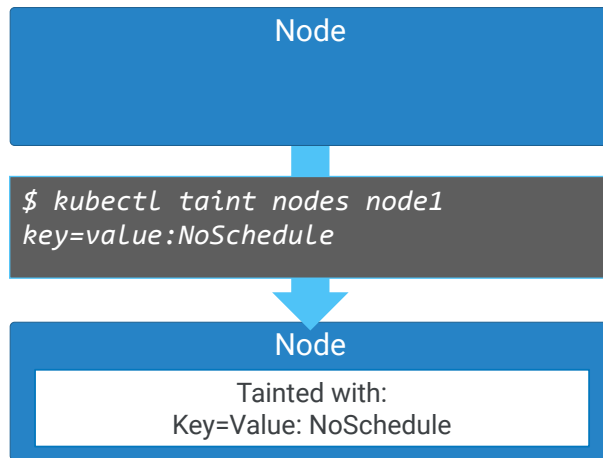 Node
$ kubectl taint nodes node1
key=value:NoSchedule
Node
Tainted with:
Key=Value: NoSchedule